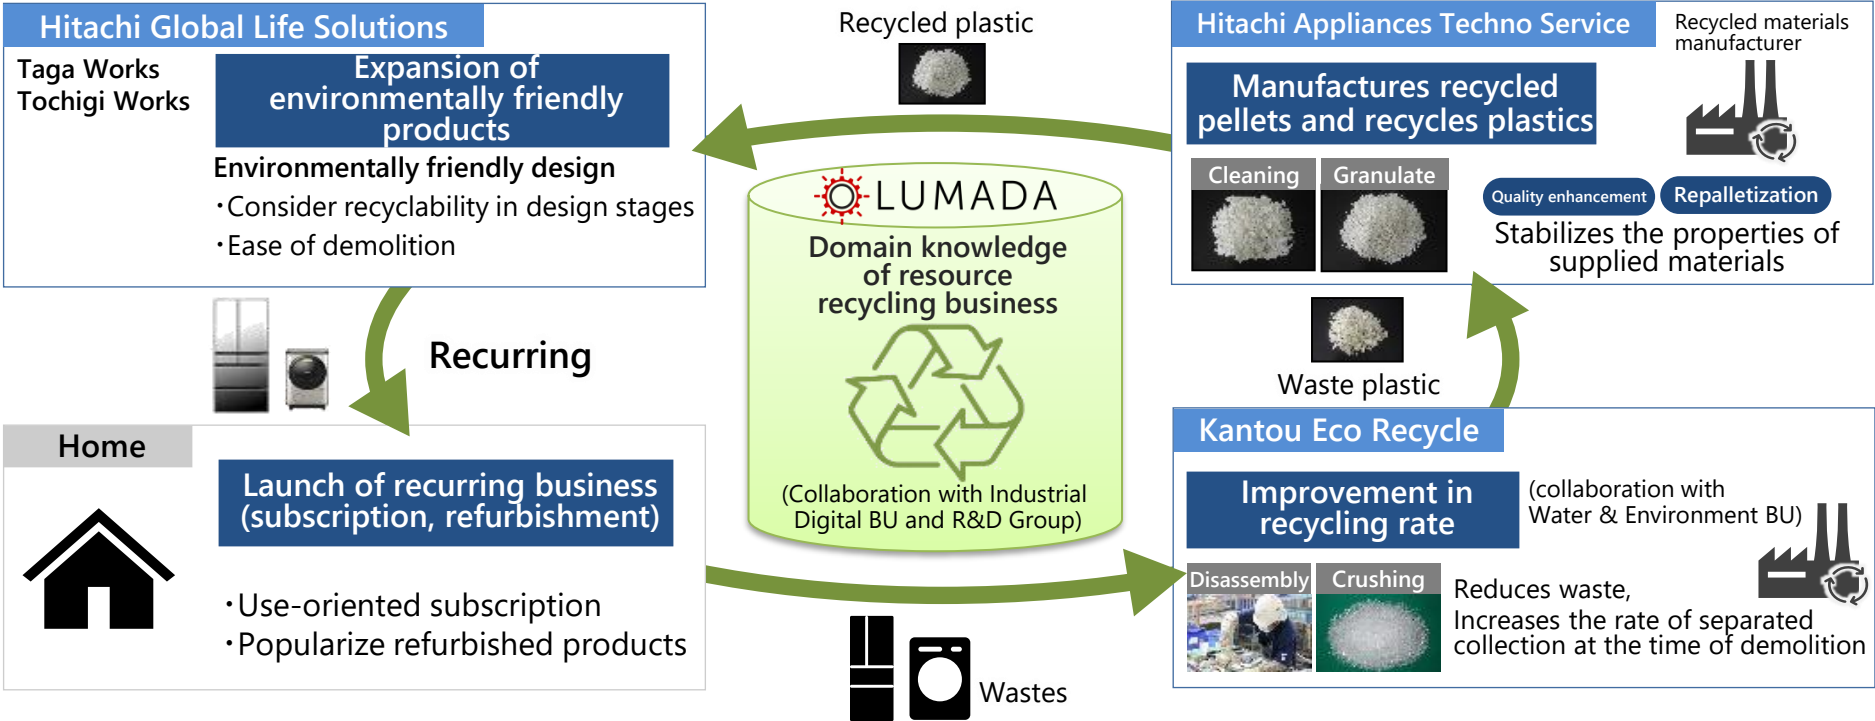 Hitachi Global Life Solutions
Taga Works
Tochigi Works
Expansion of
environmentally friendly
products
Environmentally friendly design
・Consider recyclability in design stages
・Ease of demolition
Recycled plastic
Hitachi Appliances Techno Service
Recycled materials
manufacturer
Manufactures recycled
pellets and recycles plastics
Cleaning
Granulate
Quality enhancement
Repalletization
Stabilizes the properties of
supplied materials
LUMADA
Domain knowledge
of resource
recycling business
(Collaboration with Industrial
Digital BU and R&D Group)
Recurring
Waste plastic
Home
Launch of recurring business
(subscription, refurbishment)
・Use-oriented subscription
・Popularize refurbished products
Wastes
Kantou Eco Recycle
Improvement in
recycling rate
(collaboration with
Water & Environment BU)
Disassembly
Crushing
Reduces waste,
Increases the rate of separated
collection at the time of demolition